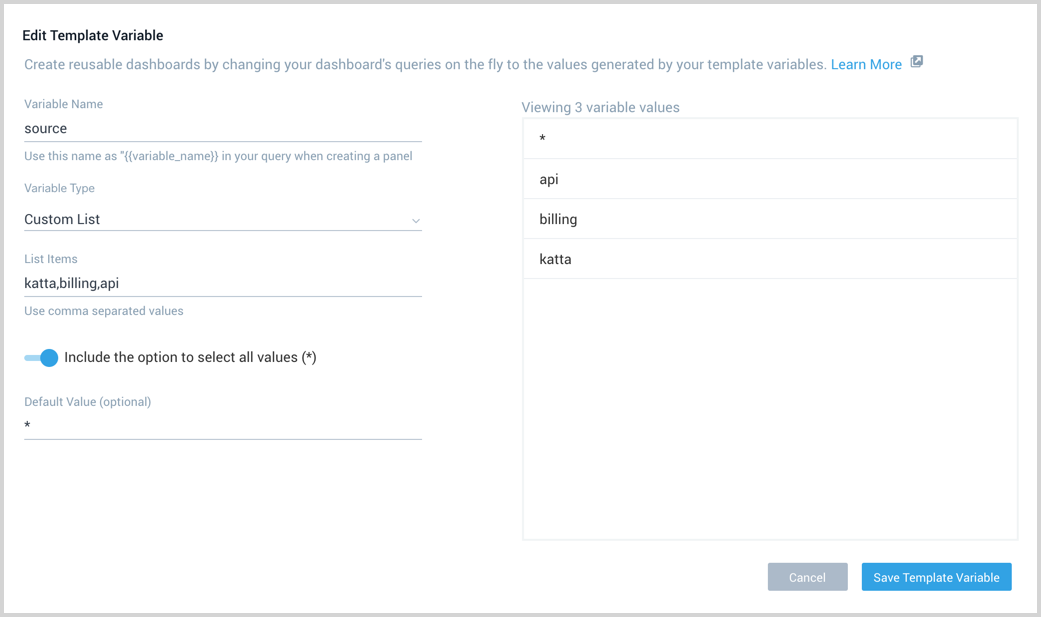 Edit Template Variable
Create reusable dashboards by changing your dashboard's queries on the fly to the values generated by your template variables. Learn More
Variable Name
source
Use this name as "{{variable_name}} in your query when creating a panel
Variable Type
Custom List
List Items
katta,billing,api
Use comma separated values
Include the option to select all values (*)
Default Value (optional)
*
Viewing 3 variable values
*
api
billing
katta
Cancel
Save Template Variable